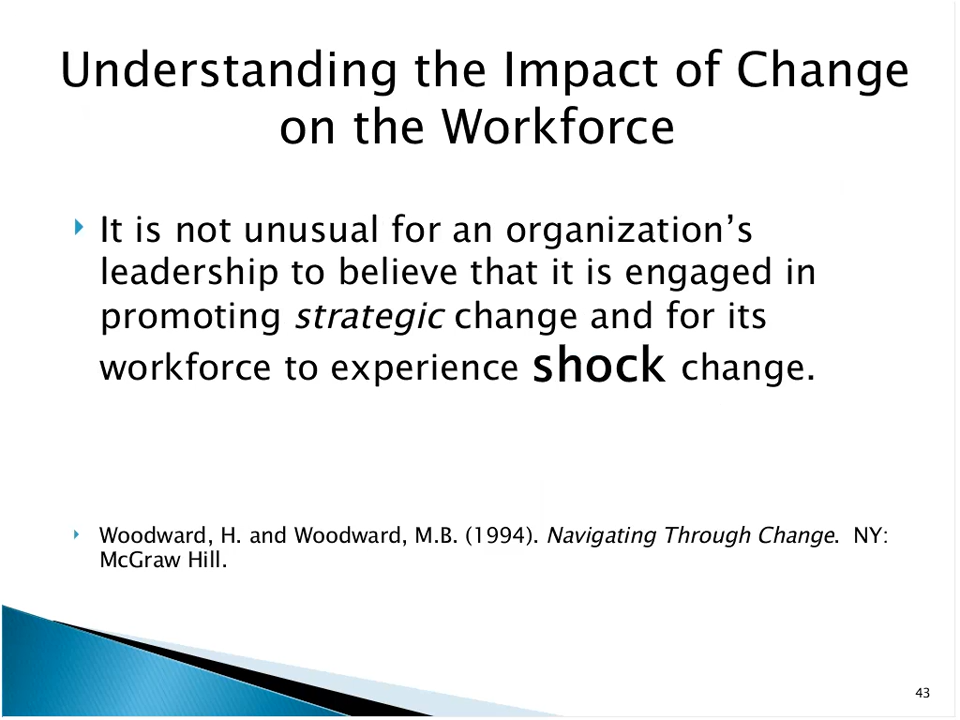 Understanding the Impact of Change
on the Workforce
It is not unusual for an organization’s
leadership to believe that it is engaged in
promoting strategic change and for its
workforce to experience shock change.
Woodward, H. and Woodward, M.B. (1994). Navigating Through Change. NY:
McGraw Hill.
43